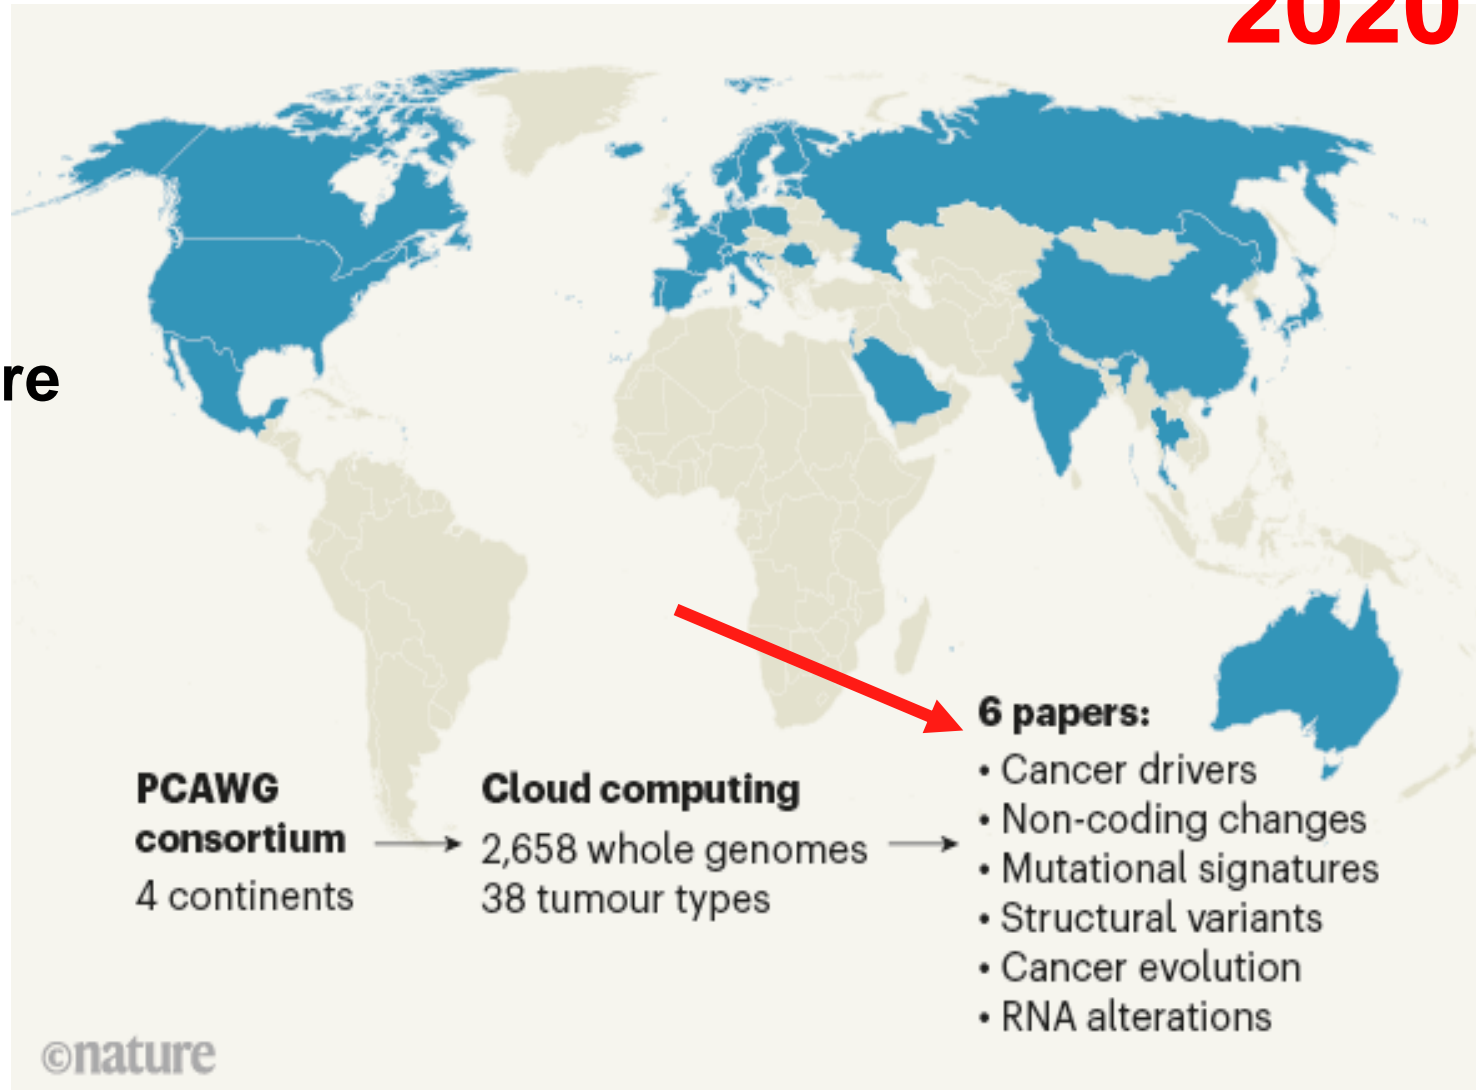 2020
re
PCAWG
consortium
4 continents
Cloud computing
2,658 whole genomes
38 tumour types
6 papers:
• Cancer drivers
• Non-coding changes
• Mutational signatures
• Structural variants
• Cancer evolution
• RNA alterations
©nature